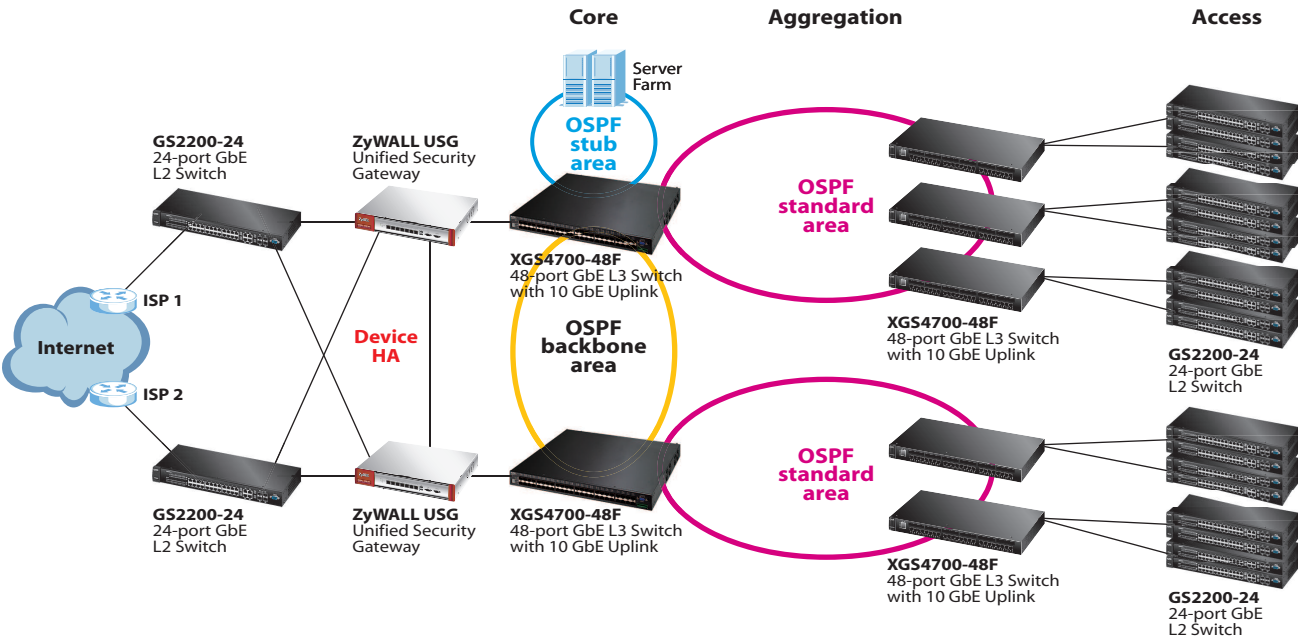 Core
Aggregation
Access
Server
Farm
OSPF
stub
area
GS2200-24
24-port GbE
L2 Switch
ZyWALL USG
Unified Security
Gateway
OSPF
standard
area
XGS4700-48F
48-port GbE L3 Switch
with 10 GbE Uplink
ISP 1
Internet
ISP 2
Device
HA
OSPF
backbone
area
XGS4700-48F
48-port GbE L3 Switch
with 10 GbE Uplink
GS2200-24
24-port GbE
L2 Switch
OSPF
standard
area
GS2200-24
24-port GbE
L2 Switch
ZyWALL USG
Unified Security
Gateway
XGS4700-48F
48-port GbE L3 Switch
with 10 GbE Uplink
XGS4700-48F
48-port GbE L3 Switch
with 10 GbE Uplink
GS2200-24
24-port GbE
L2 Switch